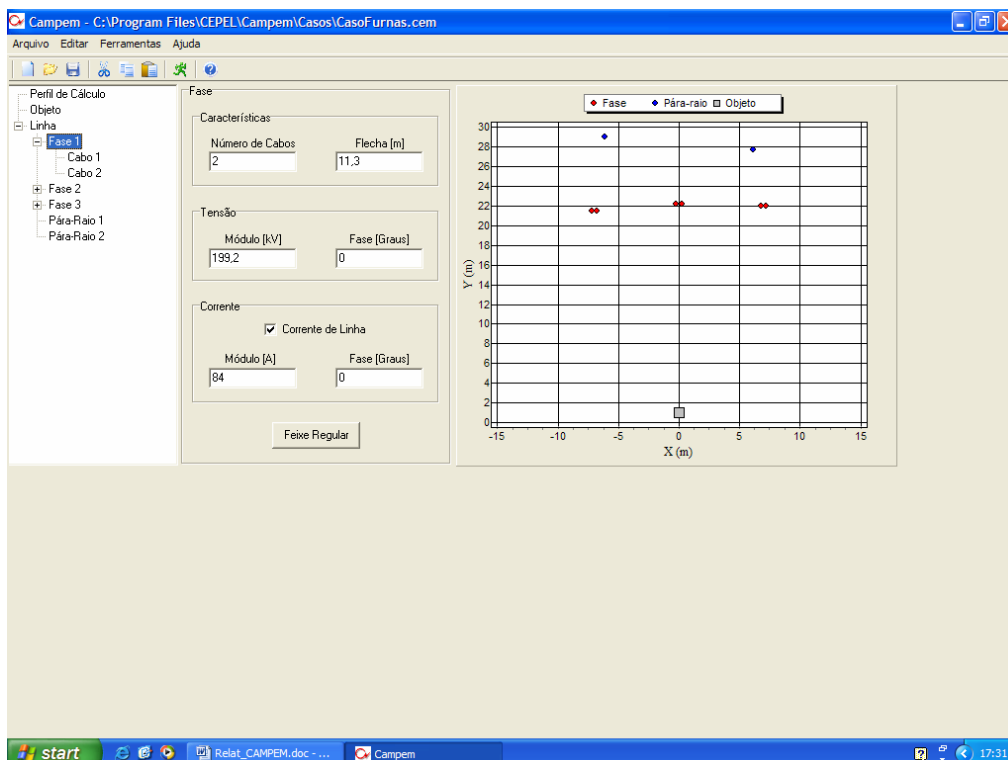 Campem - C:\Program Files\CEPEL\Campem\Casos\CasoFurnas.cem
Arquivo Editar Ferramentas Ajuda
Perfil de Cálculo
Objeto
Linha
Fase 1
Cabo 1
Cabo 2
Fase 2
Fase 3
Pára-Raio 1
Pára-Raio 2
Fase
Características
Número de Cabos Flecha [m]
2 11,3
Tensão
Módulo [kV] Fase [Graus]
199,2 0
Corrente
Corrente de Linha
Módulo [A] Fase [Graus]
84 0
Feixe Regular
Fase Pára-raio Objeto
30
28
26
24
22
20
18
16
14
12
10
8
6
4
2
0
Y (m)
-15 -10 -5 0 5 10 15
X (m)
start Relat_CAMPEM.doc - ... Campem 17:31